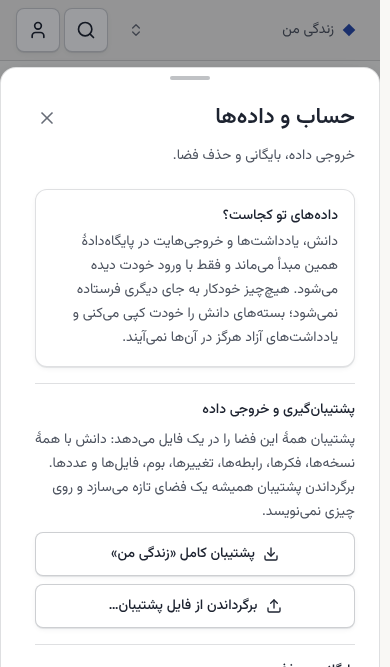 زندگی من
حساب و داده‌ها
خروجی داده، بایگانی و حذف فضا.
داده‌های تو کجاست؟
دانش، یادداشت‌ها و خروجی‌هایت در پایگاه‌دادهٔ
همین مبدأ می‌ماند و فقط با ورود خودت دیده
می‌شود. هیچ‌چیز خودکار به جای دیگری فرستاده
نمی‌شود؛ بسته‌های دانش را خودت کپی می‌کنی و
یادداشت‌های آزاد هرگز در آن‌ها نمی‌آیند.
پشتیبان‌گیری و خروجی داده
پشتیبان همهٔ این فضا را در یک فایل می‌دهد: دانش با همهٔ
نسخه‌ها، فکرها، رابطه‌ها، تغییرها، بوم، فایل‌ها و عددها.
برگرداندن پشتیبان همیشه یک فضای تازه می‌سازد و روی
چیزی نمی‌نویسد.
پشتیبان کامل «زندگی من»
برگرداندن از فایل پشتیبان…